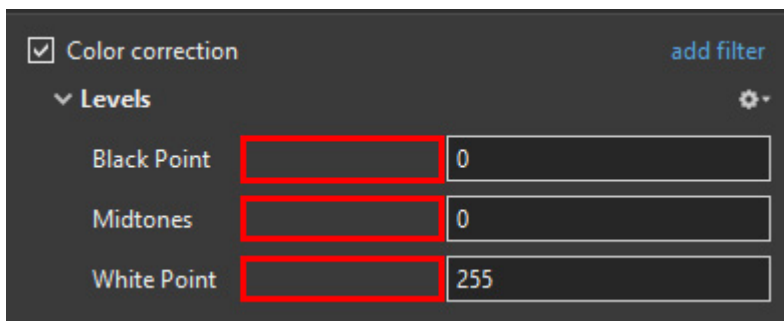 Color correction add filter
Levels
Black Point 0
Midtones 0
White Point 255